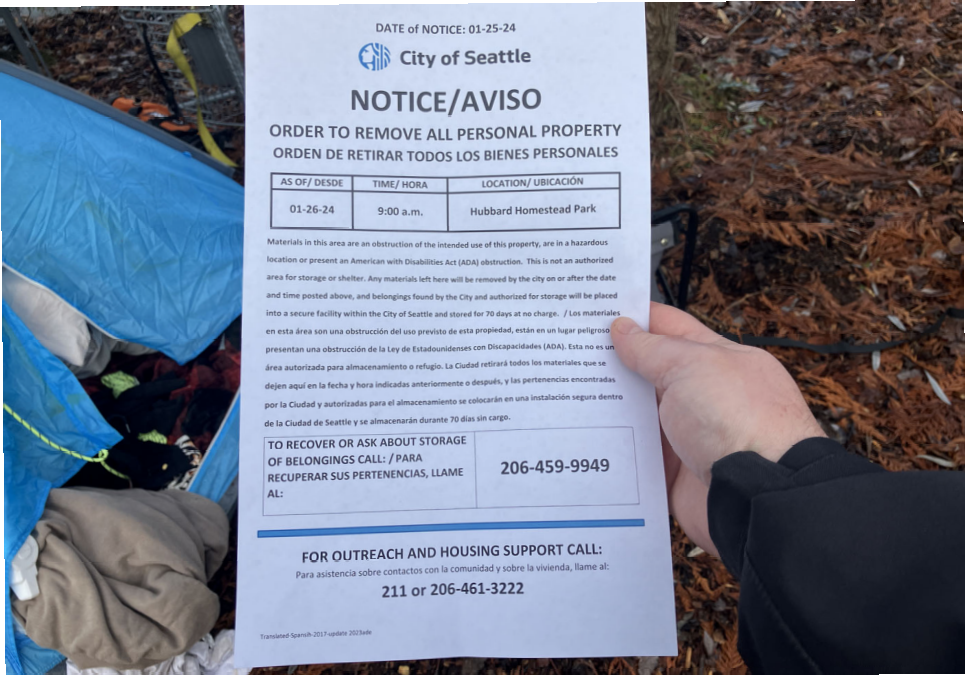 DATE of NOTICE: 01-25-24
City of Seattle
NOTICE/AVISO
ORDER TO REMOVE ALL PERSONAL PROPERTY
ORDEN DE RETIRAR TODOS LOS BIENES PERSONALES
AS OF/ DESDE TIME/ HORA LOCATION/ UBICACIÓN
01-26-24 9:00 a.m. Hubbard Homestead Park
Materials in this area are an obstruction of the intended use of this property, are in a hazardous
location or present an American with Disabilities Act (ADA) obstruction. This is not an authorized
area for storage or shelter. Any materials left here will be removed by the city on or after the date
and time posted above, and belongings found by the City and authorized for storage will be placed
into a secure facility within the City of Seattle and stored for 70 days at no charge. / Los materiales
en esta área son una obstrucción del uso previsto de esta propiedad, están en un lugar peligroso
presentan una obstrucción de la Ley de Estadounidenses con Discapacidades (ADA). Esta no es un
área autorizada para almacenamiento o refugio. La Ciudad retirará todos los materiales que se
dejen aquí en la fecha y hora indicadas anteriormente o después, y las pertenencias encontradas
por la Ciudad y autorizadas para el almacenamiento se colocarán en una instalación segura dentro
de la Ciudad de Seattle y se almacenarán durante 70 días sin cargo.
TO RECOVER OR ASK ABOUT STORAGE
OF BELONGINGS CALL: / PARA
RECUPERAR SUS PERTENENCIAS, LLAME
AL:
206-459-9949
FOR OUTREACH AND HOUSING SUPPORT CALL:
Para asistencia sobre contactos con la comunidad y sobre la vivienda, llame al:
211 or 206-461-3222
Translated-Spansih-2017-update 2023ede